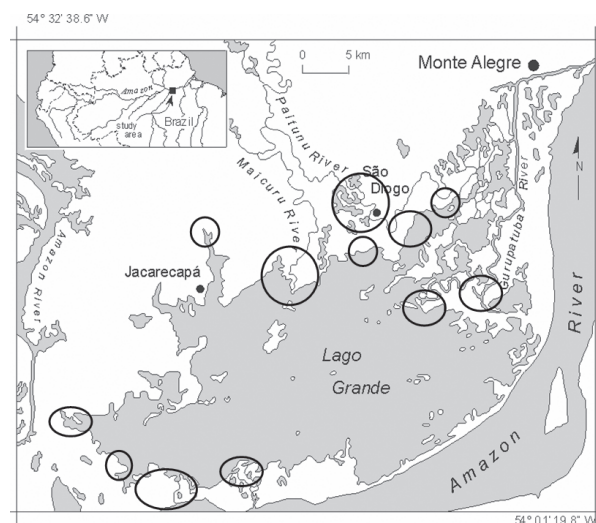 54° 32' 38.6" W
0 5 km
Monte Alegre
Amazon
study
area
Brazil
Paitunu River
Maicuru River
São
Diogo
N
Gurupatuba River
Amazon River
Jacarecapá
River
Lago
Grande
Amazon
54° 01' 19.8" W